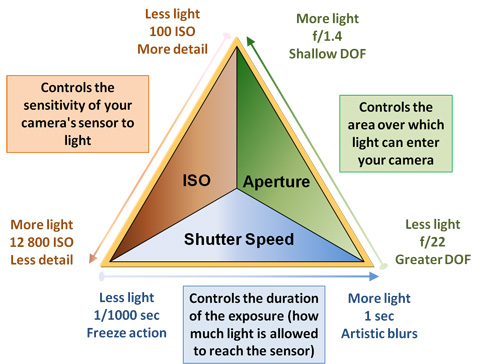 Less light
100 ISO
More detail
More light
f/1.4
Shallow DOF
Controls the
sensitivity of your
camera's sensor to
light
Controls the
area over which
light can enter
your camera
ISO
Aperture
Shutter Speed
More light
12 800 ISO
Less detail
Less light
f/22
Greater DOF
Less light
1/1000 sec
Freeze action
Controls the duration
of the exposure (how
much light is allowed
to reach the sensor)
More light
1 sec
Artistic blurs